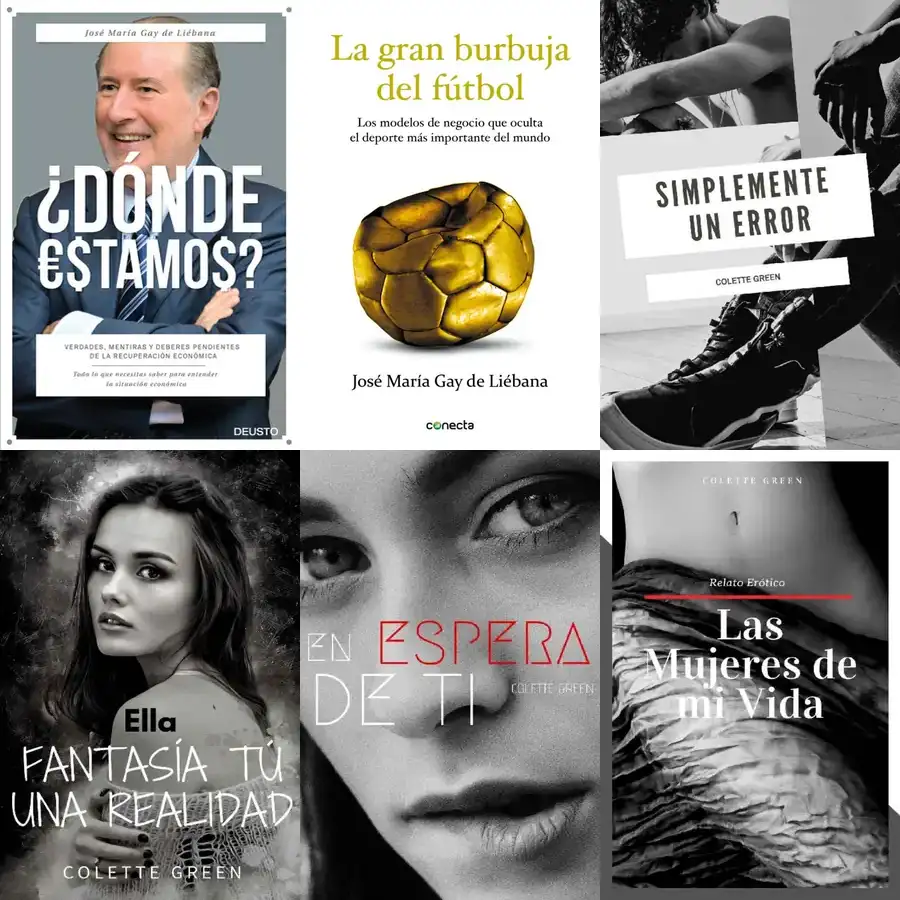 José María Gay de Liébana
¿DÓNDE
€$TAMO$?
VERDADES, MENTIRAS Y DEBERES PENDIENTES
DE LA RECUPERACIÓN ECONÓMICA
Todo lo que necesitas saber para entender
la situación económica
DEUSTO
La gran burbuja
del fútbol
Los modelos de negocio que oculta
el deporte más importante del mundo
José María Gay de Liébana
conecta
SIMPLEMENTE
UN ERROR
COLETTE GREEN
Ella
FANTASÍA TÚ
UNA REALIDAD
COLETTE GREEN
EN ESPERA
DE TI
COLETTE GREEN
COLETTE GREEN
Relato Erótico
Las
Mujeres de
mi Vida